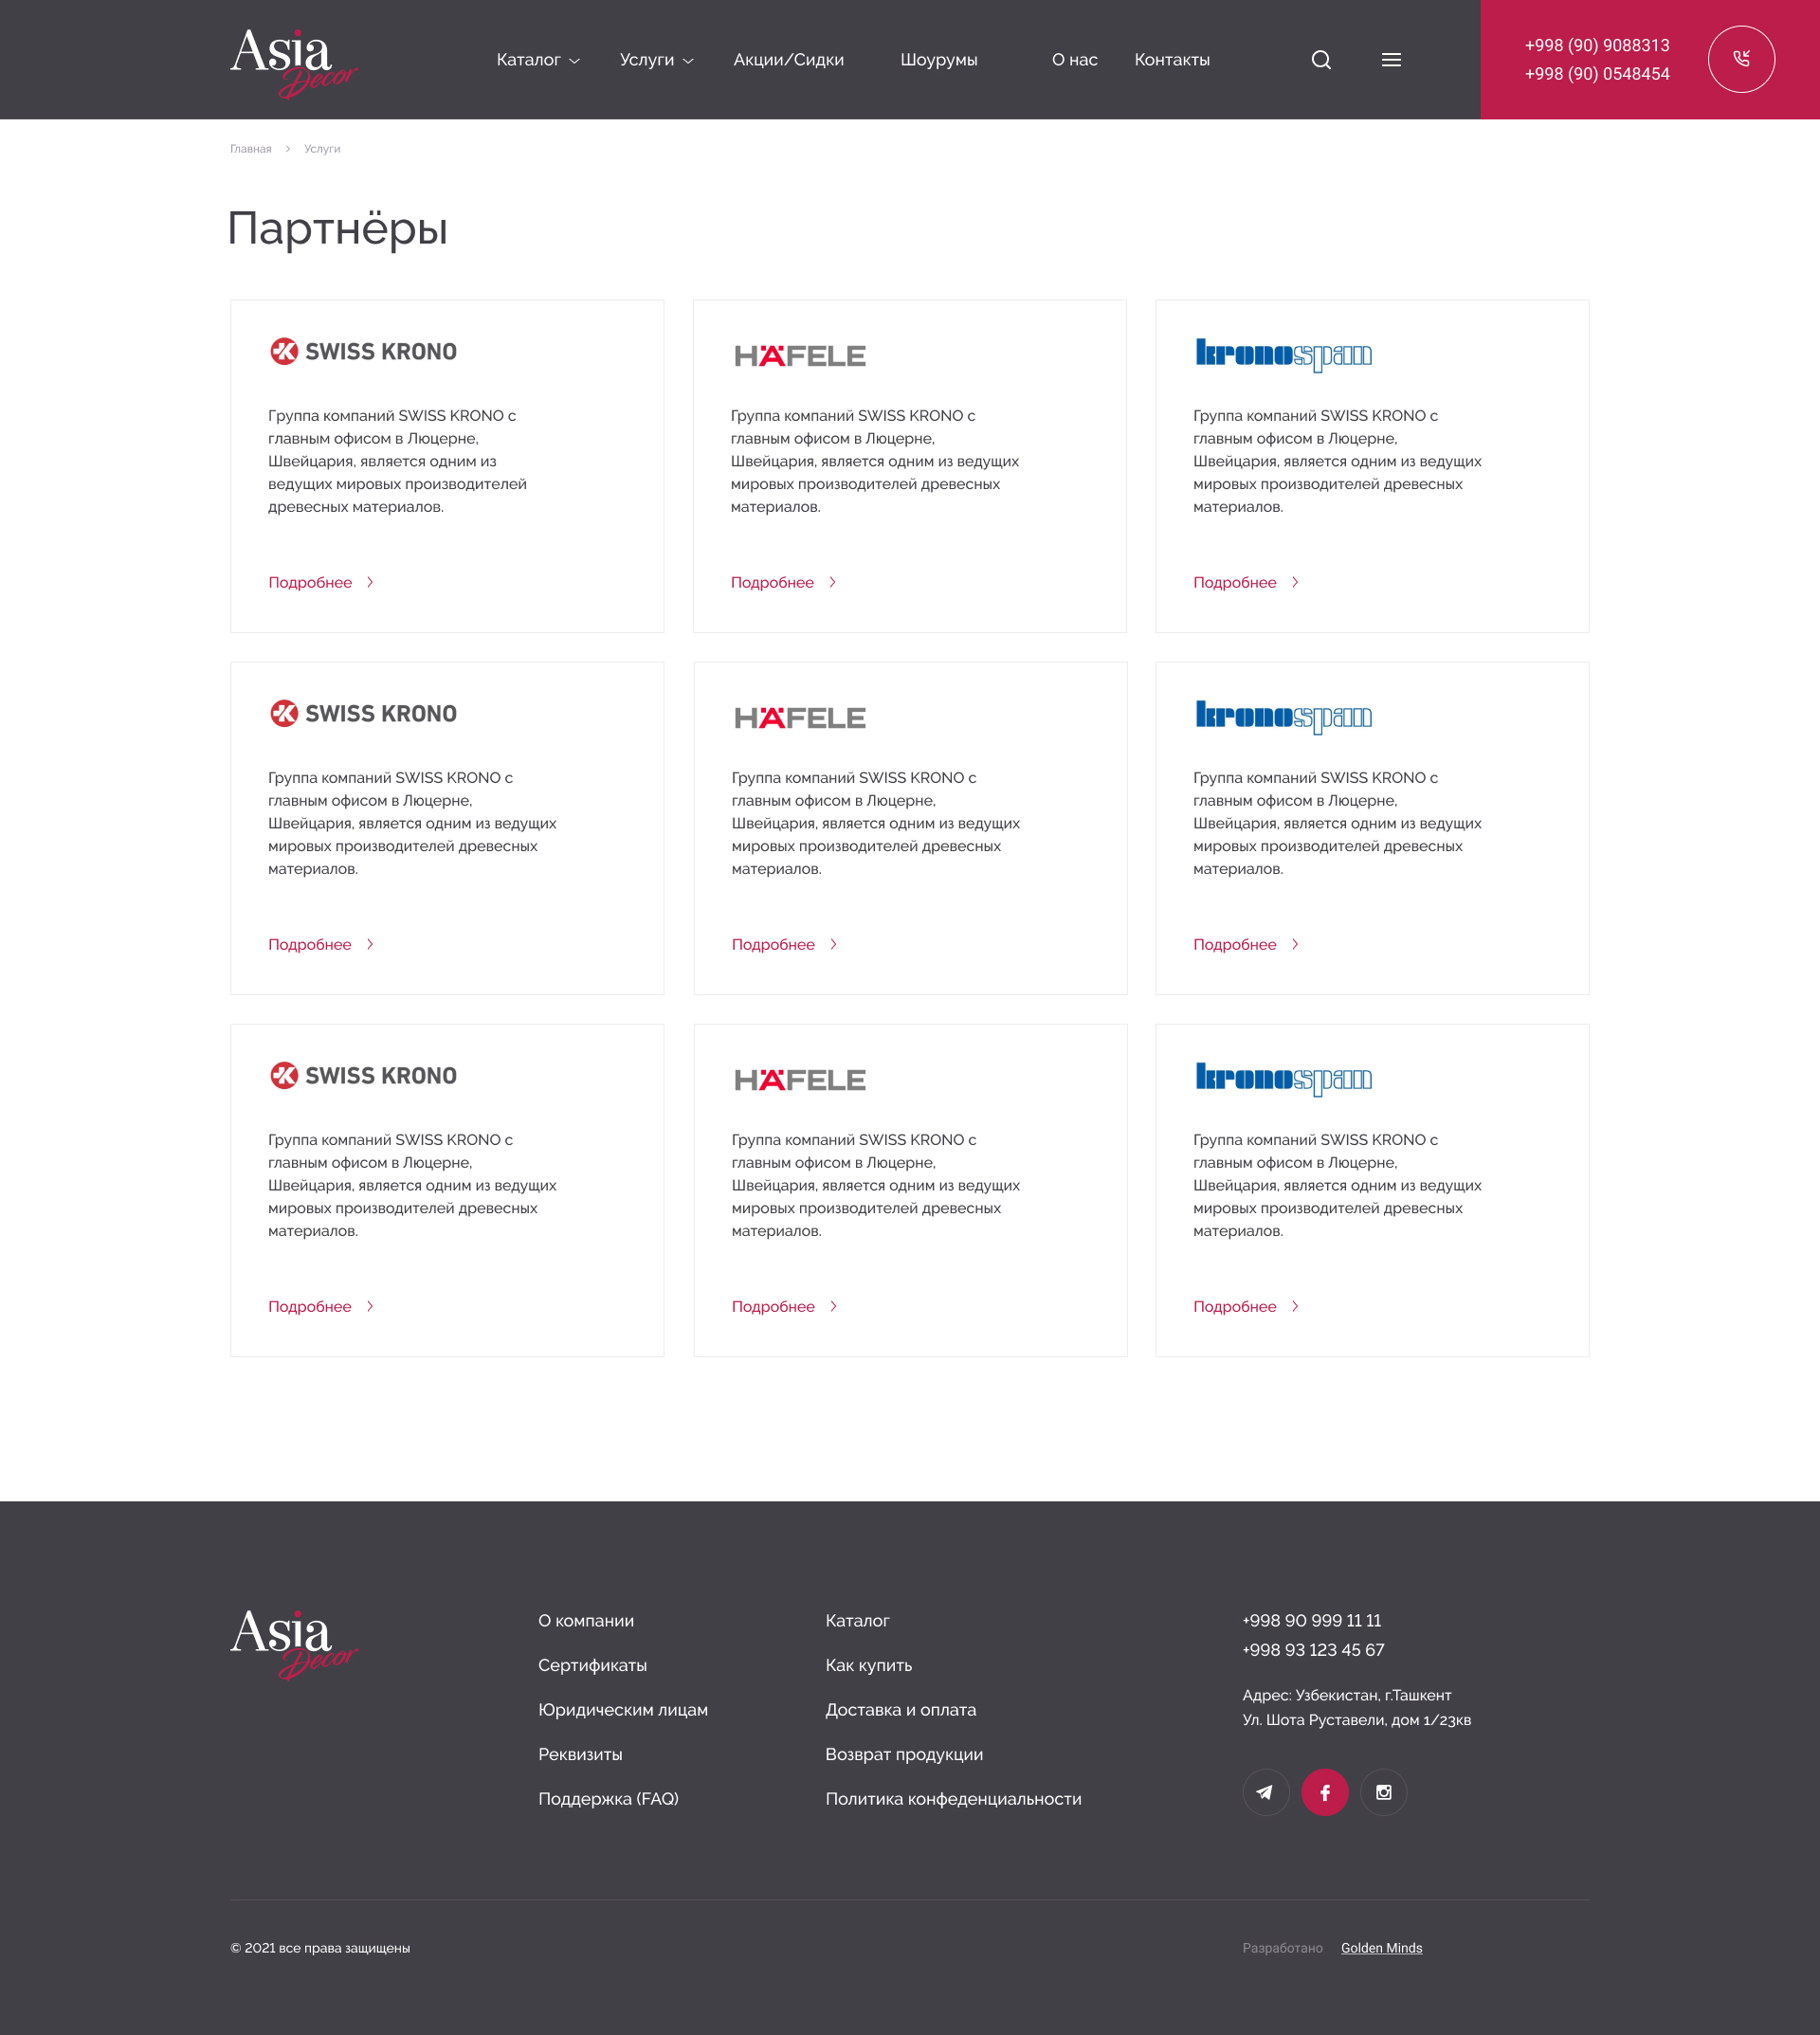 Asia
Decor
Каталог
Услуги
Акции/Сидки
Шоурумы
О нас
Контакты
+998 (90) 9088313
+998 (90) 0548454
Главная
Услуги
Партнёры
SWISS KRONO
Группа компаний SWISS KRONO с
главным офисом в Люцерне,
Швейцария, является одним из
ведущих мировых производителей
древесных материалов.
Подробнее
HÄFELE
Группа компаний SWISS KRONO с
главным офисом в Люцерне,
Швейцария, является одним из ведущих
мировых производителей древесных
материалов.
Подробнее
kronospan
Группа компаний SWISS KRONO с
главным офисом в Люцерне,
Швейцария, является одним из ведущих
мировых производителей древесных
материалов.
Подробнее
SWISS KRONO
Группа компаний SWISS KRONO с
главным офисом в Люцерне,
Швейцария, является одним из ведущих
мировых производителей древесных
материалов.
Подробнее
HÄFELE
Группа компаний SWISS KRONO с
главным офисом в Люцерне,
Швейцария, является одним из ведущих
мировых производителей древесных
материалов.
Подробнее
kronospan
Группа компаний SWISS KRONO с
главным офисом в Люцерне,
Швейцария, является одним из ведущих
мировых производителей древесных
материалов.
Подробнее
SWISS KRONO
Группа компаний SWISS KRONO с
главным офисом в Люцерне,
Швейцария, является одним из ведущих
мировых производителей древесных
материалов.
Подробнее
HÄFELE
Группа компаний SWISS KRONO с
главным офисом в Люцерне,
Швейцария, является одним из ведущих
мировых производителей древесных
материалов.
Подробнее
kronospan
Группа компаний SWISS KRONO с
главным офисом в Люцерне,
Швейцария, является одним из ведущих
мировых производителей древесных
материалов.
Подробнее
Asia
Decor
О компании
Сертификаты
Юридическим лицам
Реквизиты
Поддержка (FAQ)
Каталог
Как купить
Доставка и оплата
Возврат продукции
Политика конфеденциальности
+998 90 999 11 11
+998 93 123 45 67
Адрес: Узбекистан, г.Ташкент
Ул. Шота Руставели, дом 1/23кв
© 2021 все права защищены
Разработано Golden Minds